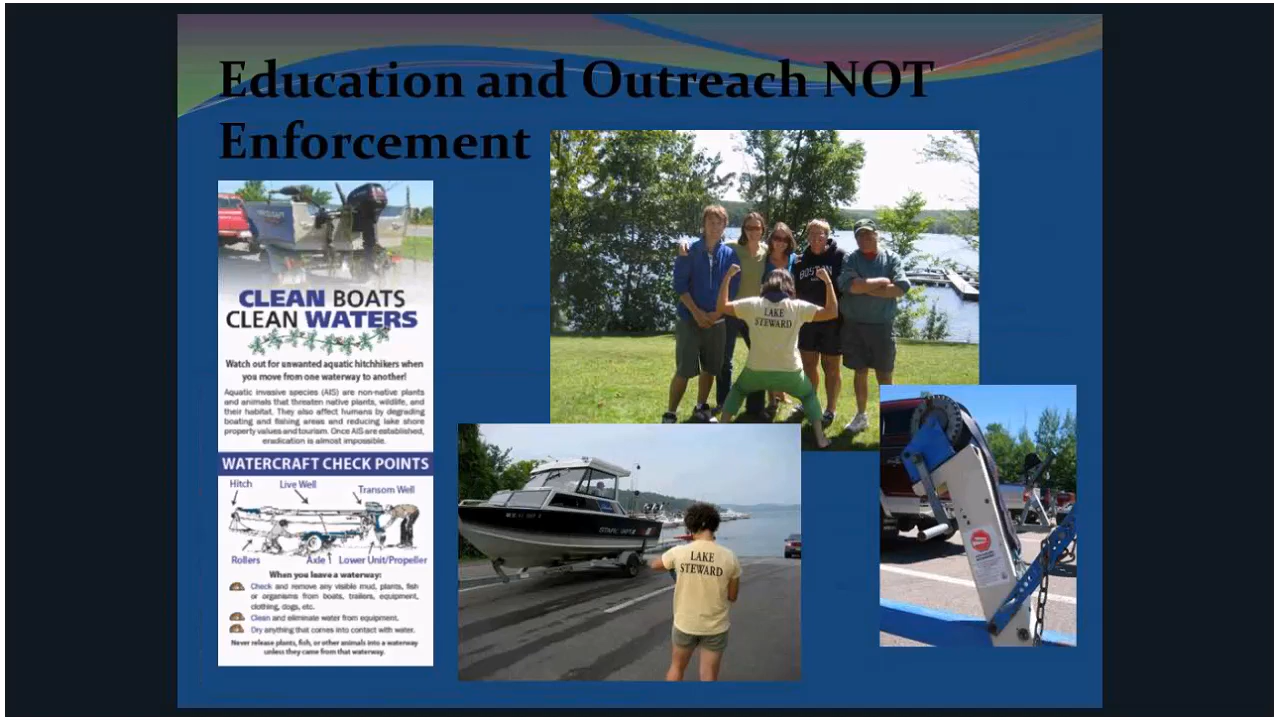 Education and Outreach NOT
Enforcement
CLEAN BOATS
CLEAN WATERS
Watch out for unwanted aquatic hitchhikers when
you move from one waterway to another!
Aquatic invasive species (AIS) are non-native plants
and animals that threaten native plants, wildlife, and
their habitat. They also affect humans by degrading
boating and fishing areas and reducing lake shore
property values and tourism. Once AIS are established,
eradication is almost impossible.
WATERCRAFT CHECK POINTS
Hitch Live Well Transom Well
Rollers Axle Lower Unit/Propeller
When you leave a waterway:
Check and remove any visible mud, plants, fish
or organisms from boats, trailers, equipment,
clothing, dogs, etc.
Clean and eliminate water from equipment.
Dry anything that comes into contact with water.
Never release plants, fish, or other animals into a waterway
unless they came from that waterway.
BOSTON
LAKE
STEWARD
LAKE
STEWARD